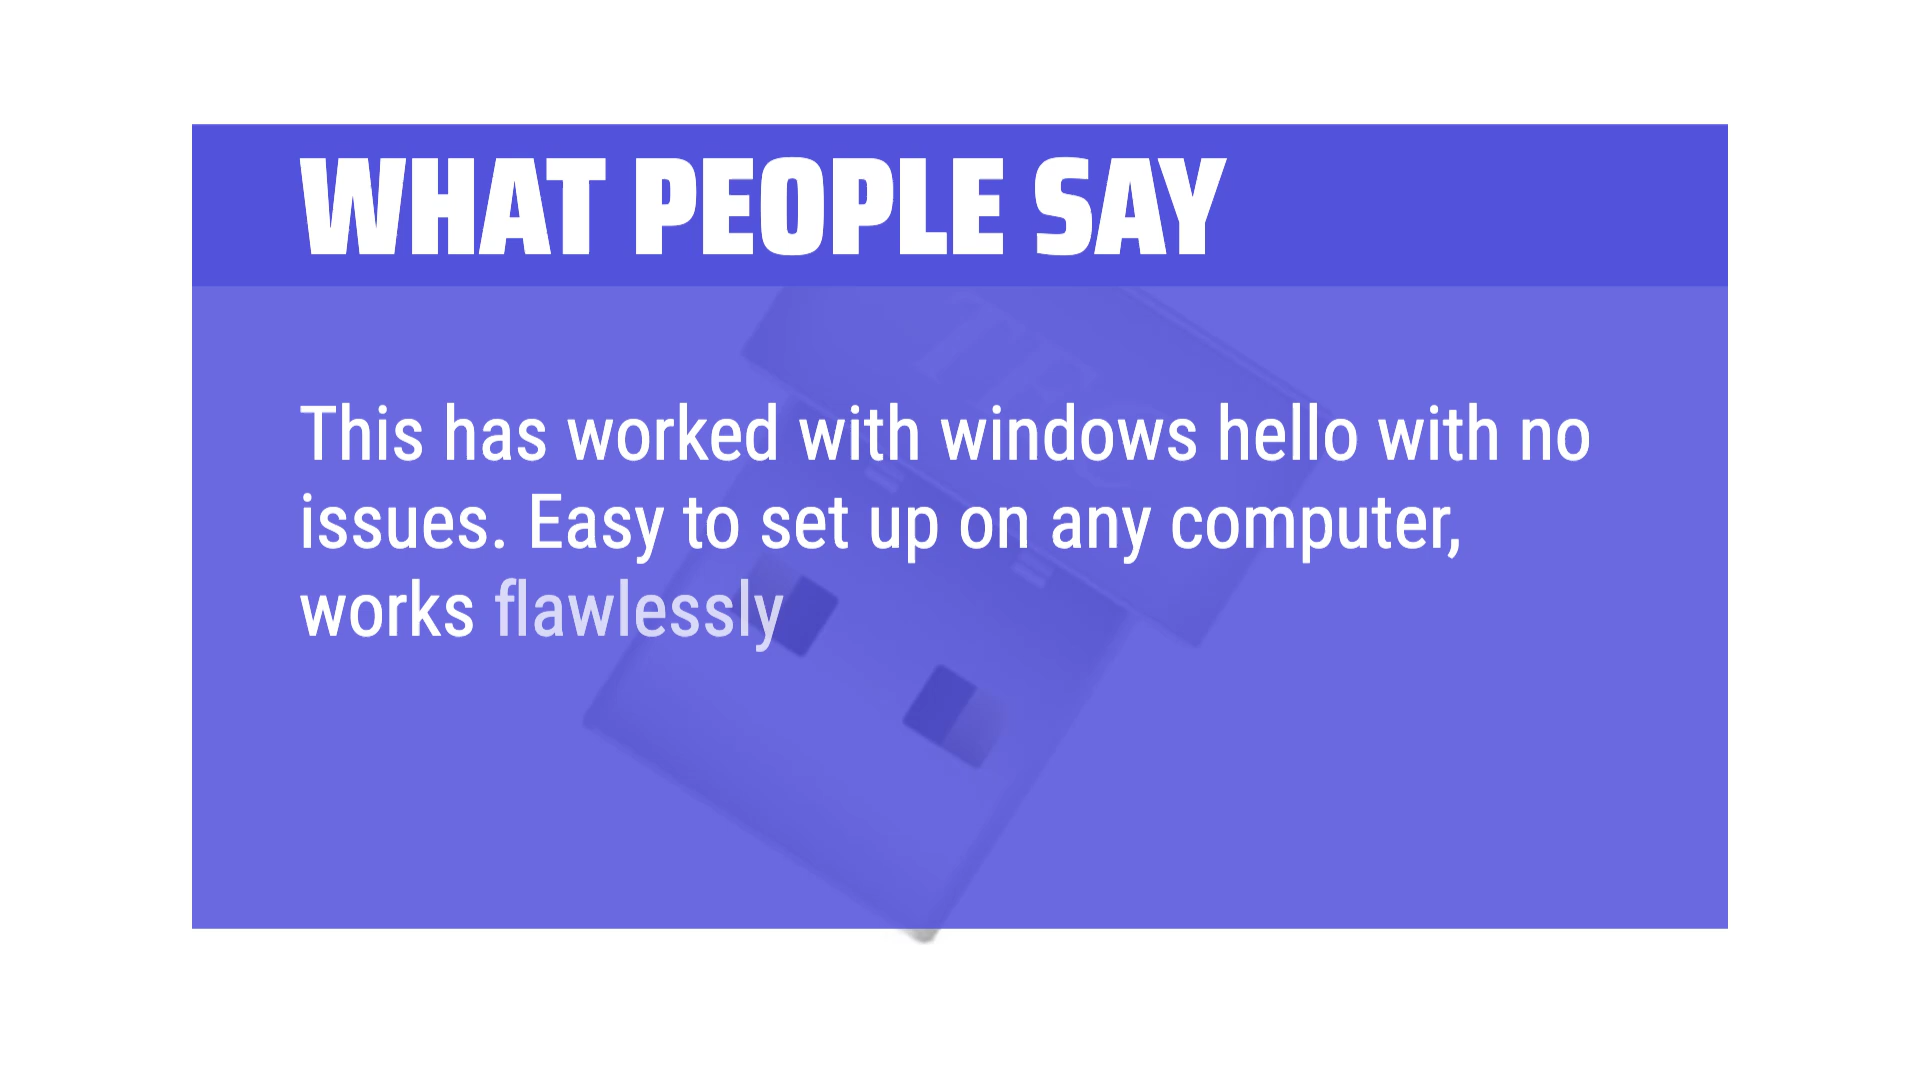 WHAT PEOPLE SAY
This has worked with windows hello with no
issues. Easy to set up on any computer,
works flawlessly